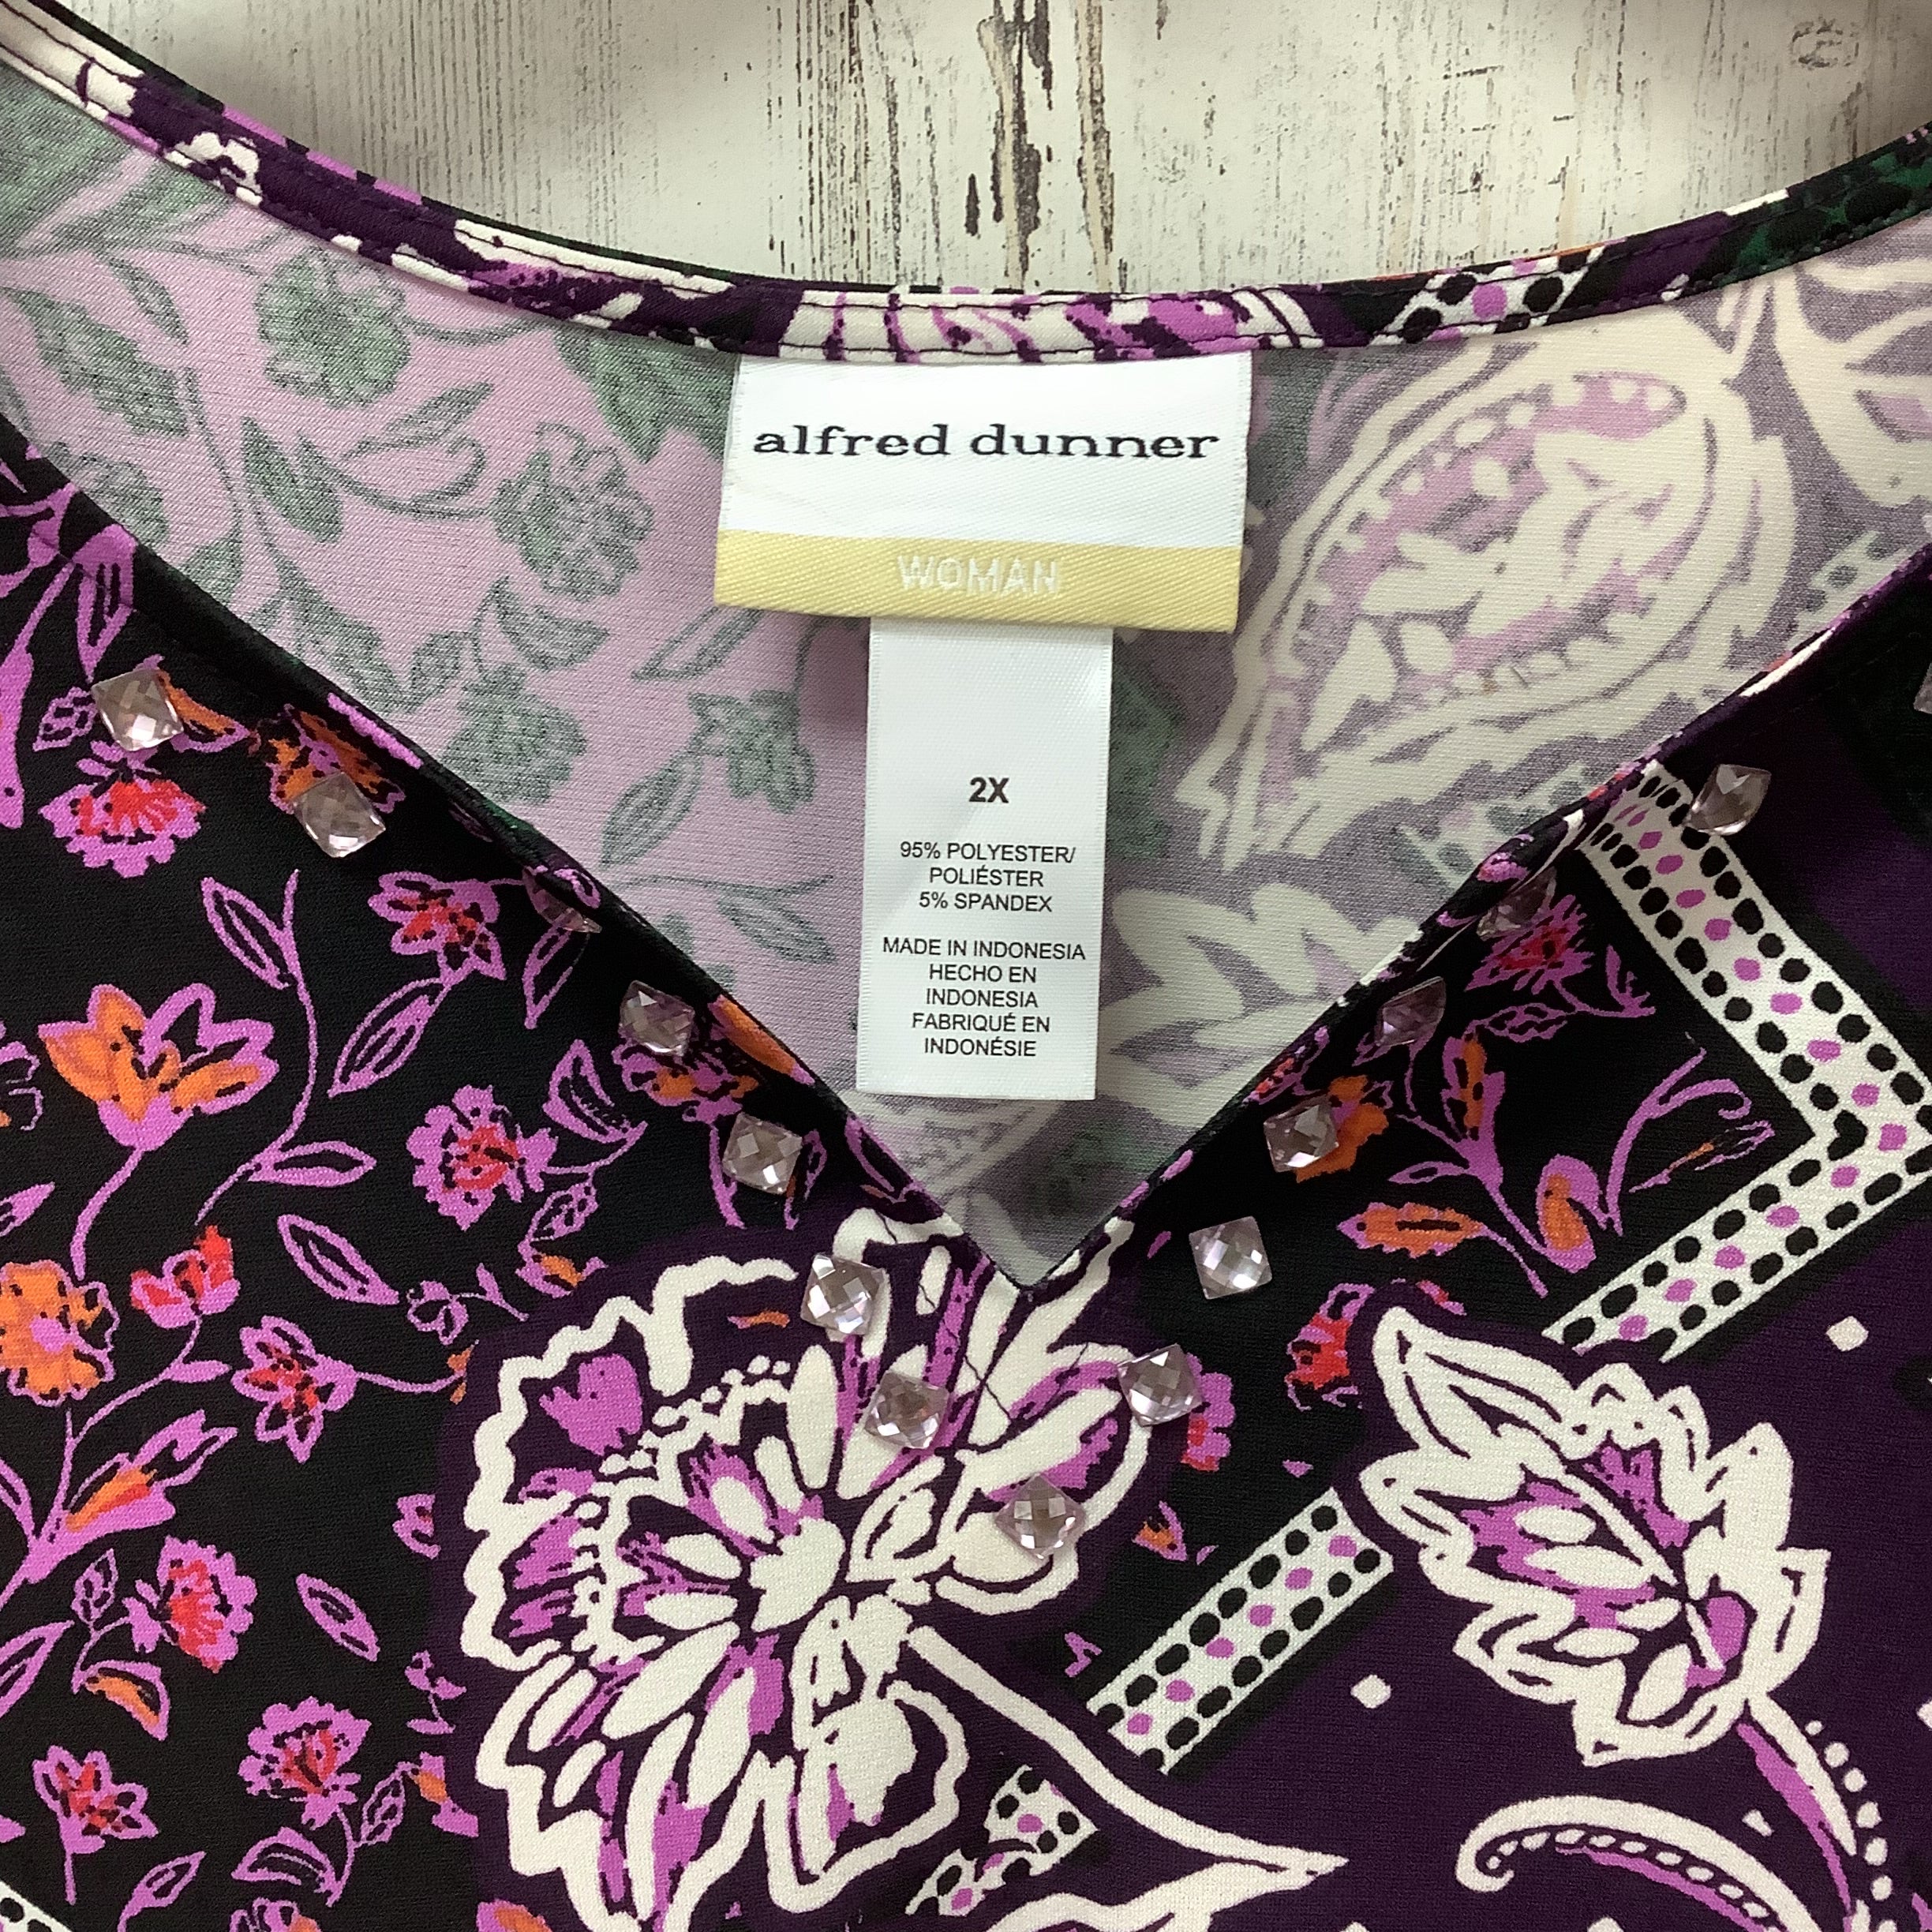 alfred dunner
WOMAN
2X
95% POLYESTER/
POLIÉSTER
5% SPANDEX
MADE IN INDONESIA
HECHO EN
INDONESIA
FABRIQUÉ EN
INDONÉSIE